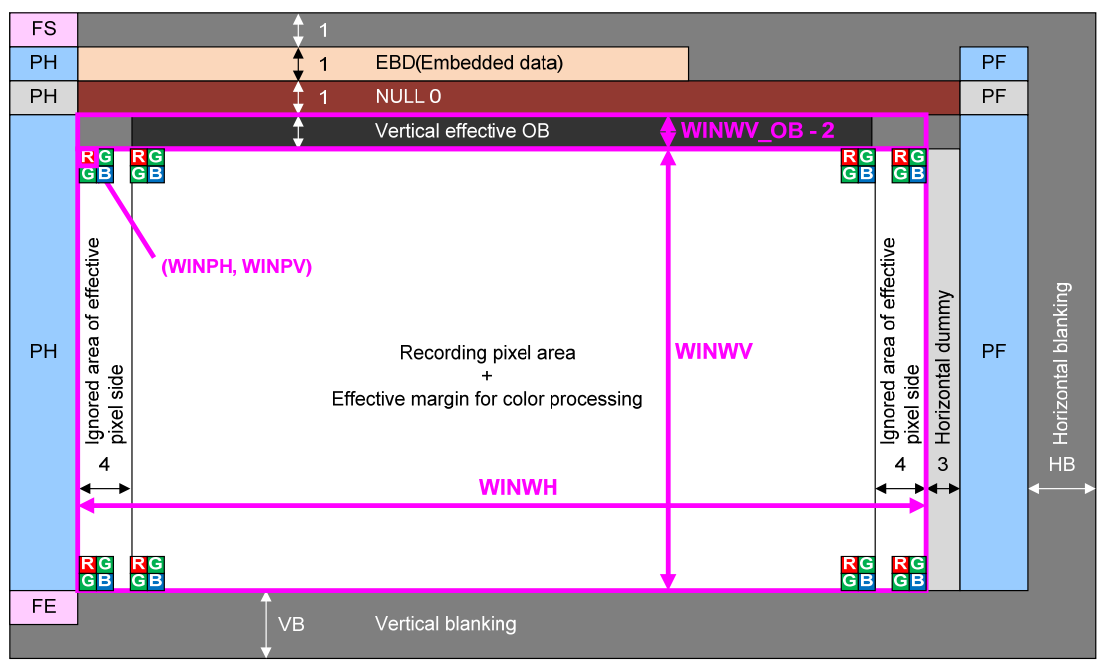 FS
1
PH
1
EBD(Embedded data)
PF
PH
1
NULL 0
PF
Vertical effective OB
WINWV_OB - 2
R G
G B
R G
G B
R G
G B
R G
G B
(WINPH, WINPV)
PH
Ignored area of effective
pixel side
4
Recording pixel area
+
Effective margin for color processing
WINWV
WINWH
Ignored area of effective
pixel side
4
Horizontal dummy
3
PF
Horizontal blanking
HB
R G
G B
R G
G B
R G
G B
R G
G B
FE
VB
Vertical blanking